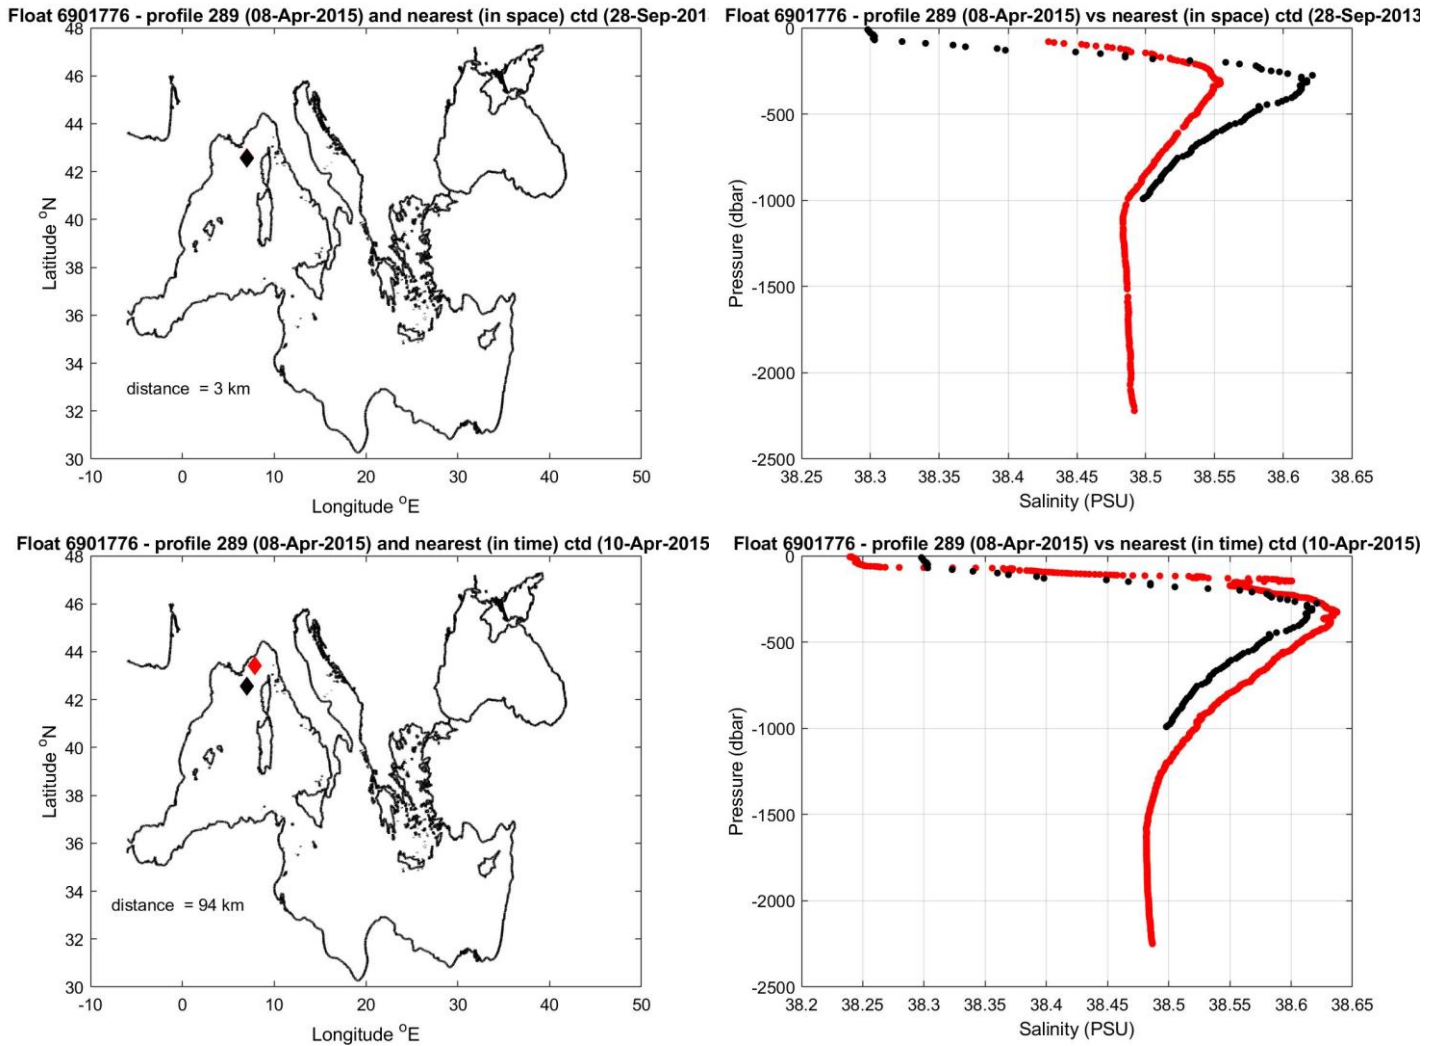 Float 6901776 - profile 289 (08-Apr-2015) and nearest (in space) ctd (28-Sep-201
48
46
44
42
40
38
36
34
32
30
Latitude °N
distance = 3 km
-10 0 10 20 30 40 50
Longitude °E
Float 6901776 - profile 289 (08-Apr-2015) vs nearest (in space) ctd (28-Sep-2013
0
-500
-1000
-1500
-2000
-2500
Pressure (dbar)
38.25 38.3 38.35 38.4 38.45 38.5 38.55 38.6 38.65
Salinity (PSU)
Float 6901776 - profile 289 (08-Apr-2015) and nearest (in time) ctd (10-Apr-2015
48
46
44
42
40
38
36
34
32
30
Latitude °N
distance = 94 km
-10 0 10 20 30 40 50
Longitude °E
Float 6901776 - profile 289 (08-Apr-2015) vs nearest (in time) ctd (10-Apr-2015)
0
-500
-1000
-1500
-2000
-2500
Pressure (dbar)
38.2 38.25 38.3 38.35 38.4 38.45 38.5 38.55 38.6 38.65
Salinity (PSU)